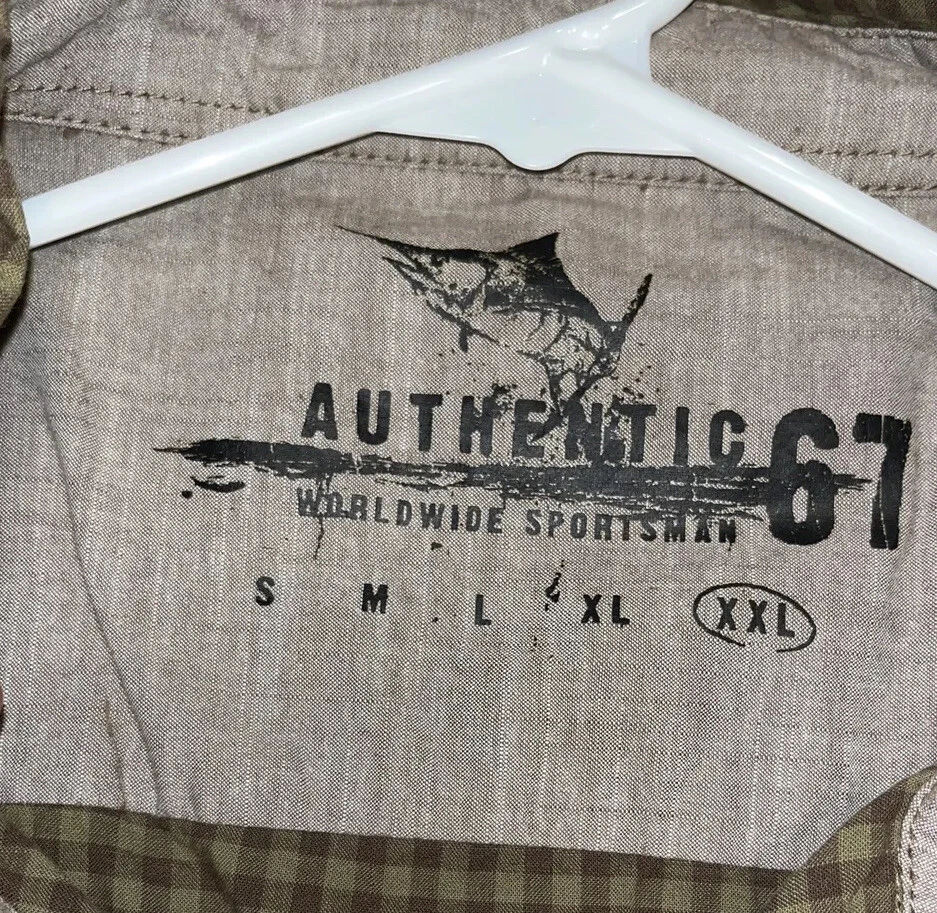 AUTHENTIC 67
WORLDWIDE SPORTSMAN
S M L XL XXL